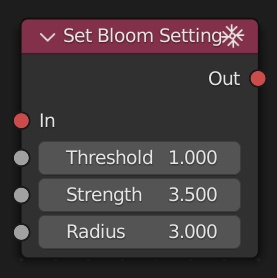 Set Bloom Setting
Out
In
Threshold 1.000
Strength 3.500
Radius 3.000